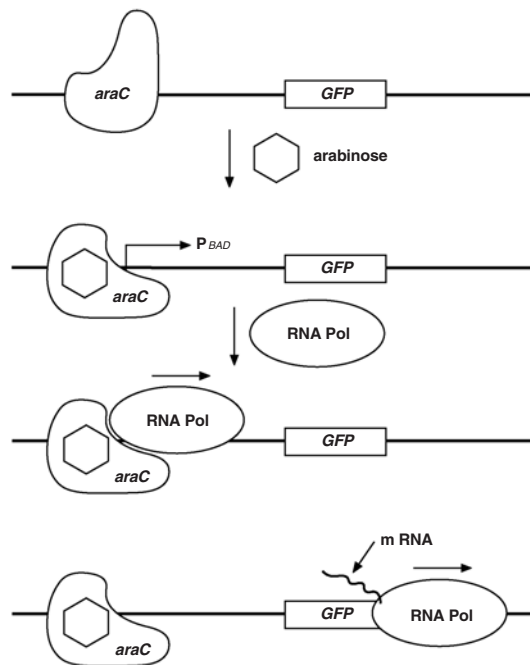 araC
GFP
arabinose
P BAD
GFP
araC
RNA Pol
RNA Pol
GFP
araC
m RNA
GFP
RNA Pol
araC